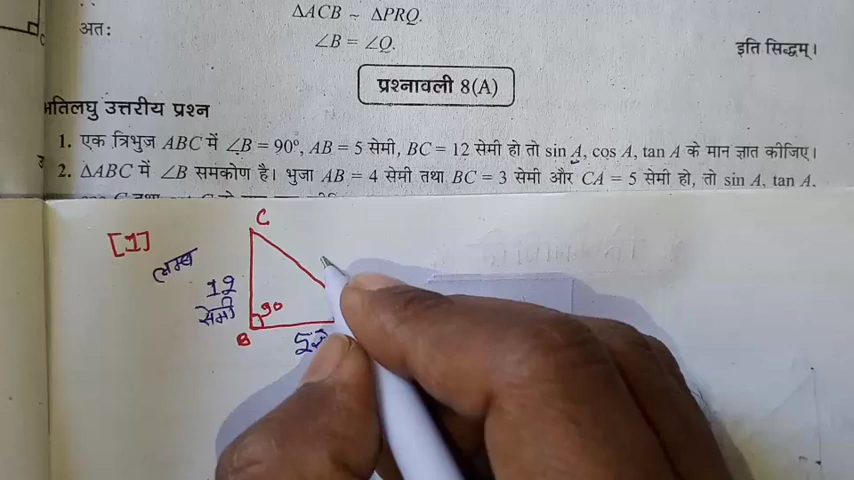 ΔACB ~ ΔPRQ.
अतः
∠B = ∠Q.
इति सिद्धम्।
प्रश्नावली 8(A)
अतिलघु उत्तरीय प्रश्न
1. एक त्रिभुज ABC में ∠B = 90°, AB = 5 सेमी, BC = 12 सेमी हो तो sin A, cos A, tan A के मान ज्ञात कीजिए।
2. ΔABC में ∠B समकोण है। भुजा AB = 4 सेमी तथा BC = 3 सेमी और CA = 5 सेमी हो, तो sin A, tan A,
C
[1]
लम्ब
12
सेमी
90
B
5